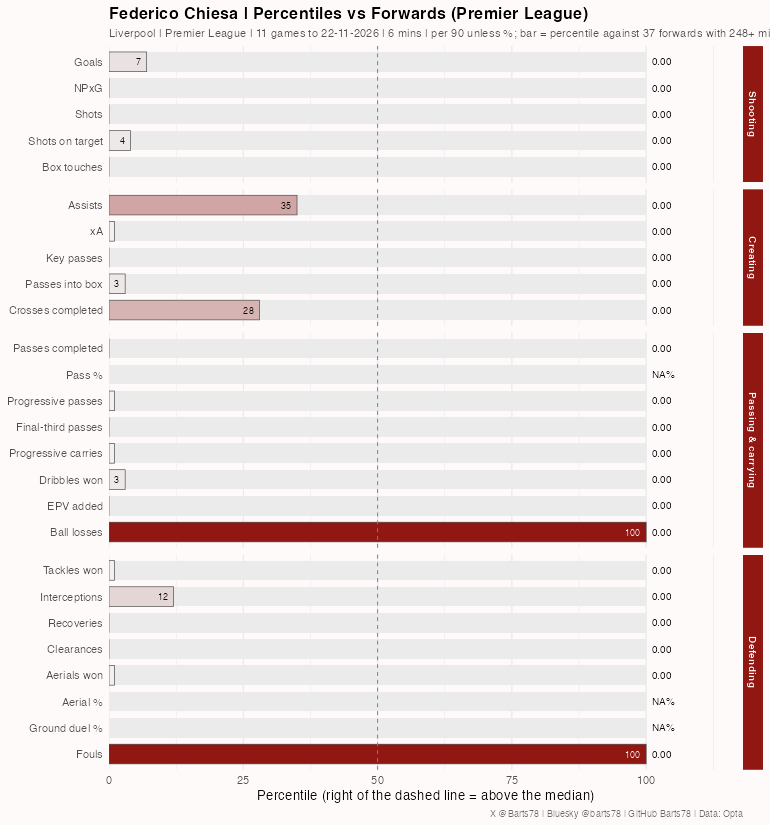 Federico Chiesa | Percentiles vs Forwards (Premier League)
Liverpool | Premier League | 11 games to 22-11-2026 | 6 mins | per 90 unless %; bar = percentile against 37 forwards with 248+ mi
Goals 7 0.00
NPxG 0.00
Shots 0.00
Shots on target 4 0.00
Box touches 0.00
Shooting
Assists 35 0.00
xA 0.00
Key passes 0.00
Passes into box 3 0.00
Crosses completed 28 0.00
Creating
Passes completed 0.00
Pass % NA%
Progressive passes 0.00
Final-third passes 0.00
Progressive carries 0.00
Dribbles won 3 0.00
EPV added 0.00
Ball losses 100 0.00
Passing & carrying
Tackles won 0.00
Interceptions 12 0.00
Recoveries 0.00
Clearances 0.00
Aerials won 0.00
Aerial % NA%
Ground duel % NA%
Fouls 100 0.00
Defending
0 25 50 75 100
Percentile (right of the dashed line = above the median)
X @Barts78 | Bluesky @barts78 | GitHub Barts78 | Data: Opta